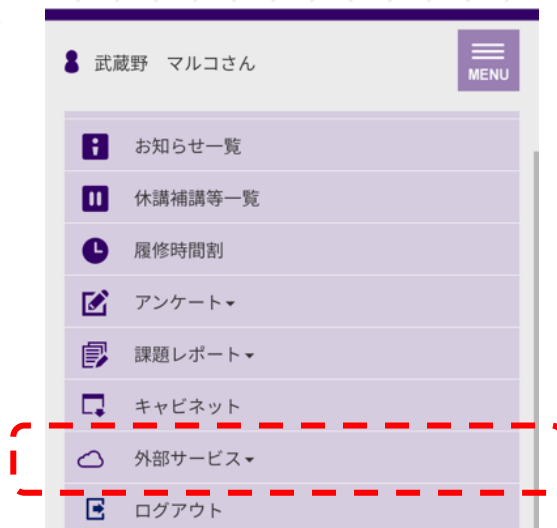 武蔵野　マルコさん
MENU
お知らせ一覧
休講補講等一覧
履修時間割
アンケート▾
課題レポート▾
キャビネット
外部サービス▾
ログアウト